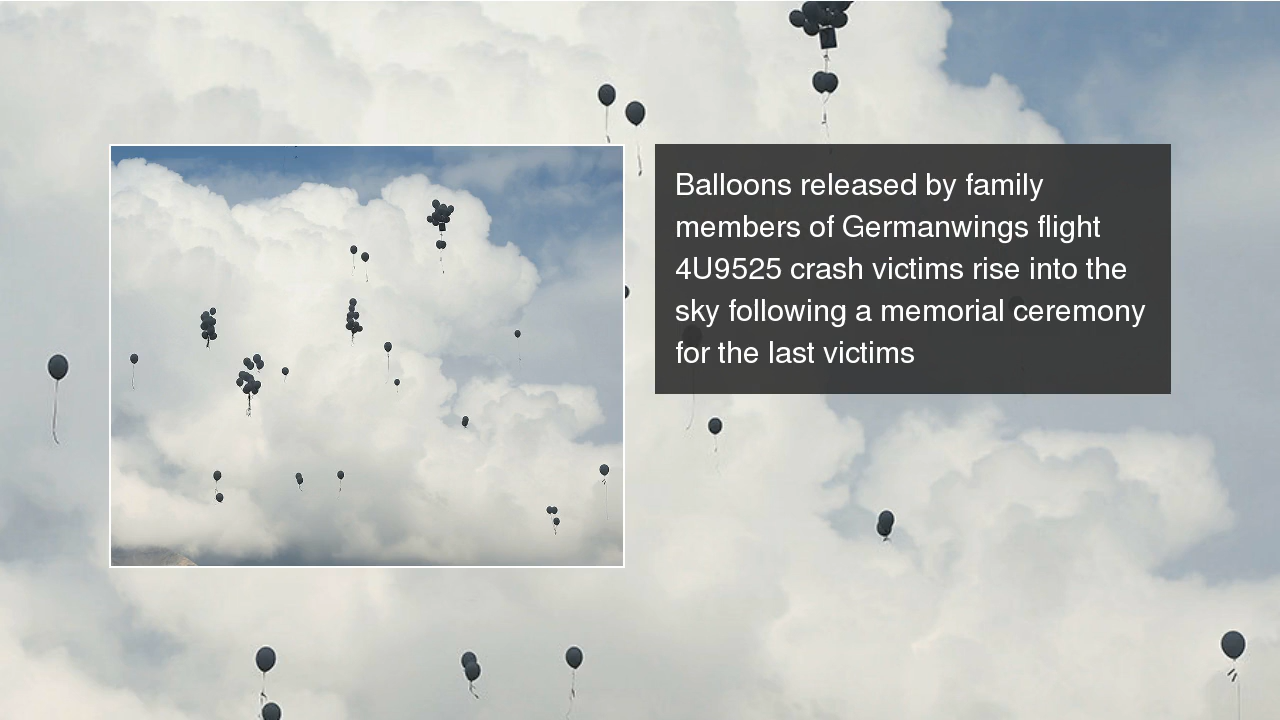 Balloons released by family
members of Germanwings flight
4U9525 crash victims rise into the
sky following a memorial ceremony
for the last victims